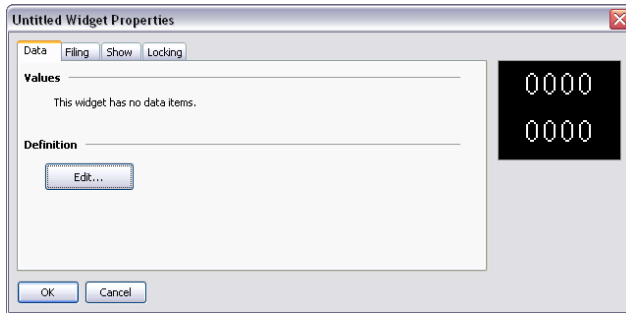 Untitled Widget Properties
Data Filing Show Locking
Values
This widget has no data items.
Definition
Edit...
0000
0000
OK Cancel